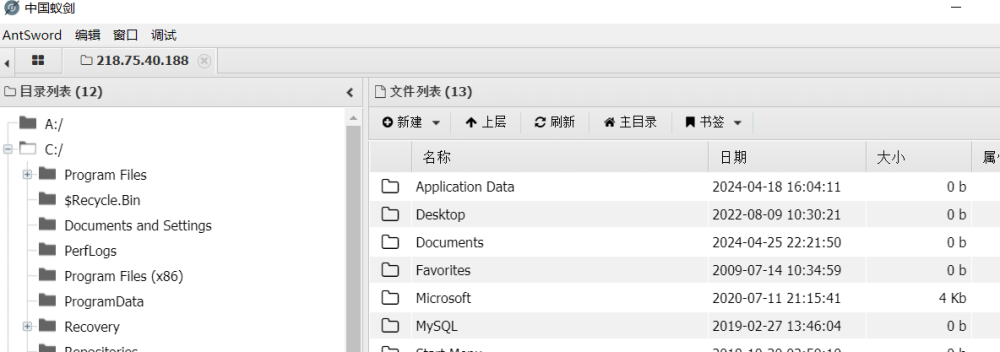 中国蚁剑
AntSword 编辑 窗口 调试
218.75.40.188
目录列表 (12)
A:/
C:/
Program Files
$Recycle.Bin
Documents and Settings
PerfLogs
Program Files (x86)
ProgramData
Recovery
Repositories
文件列表 (13)
新建 上层 刷新 主目录 书签
名称 日期 大小
Application Data 2024-04-18 16:04:11 0 b
Desktop 2022-08-09 10:30:21 0 b
Documents 2024-04-25 22:21:50 0 b
Favorites 2009-07-14 10:34:59 0 b
Microsoft 2020-07-11 21:15:41 4 Kb
MySQL 2019-02-27 13:46:04 0 b
Start Menu